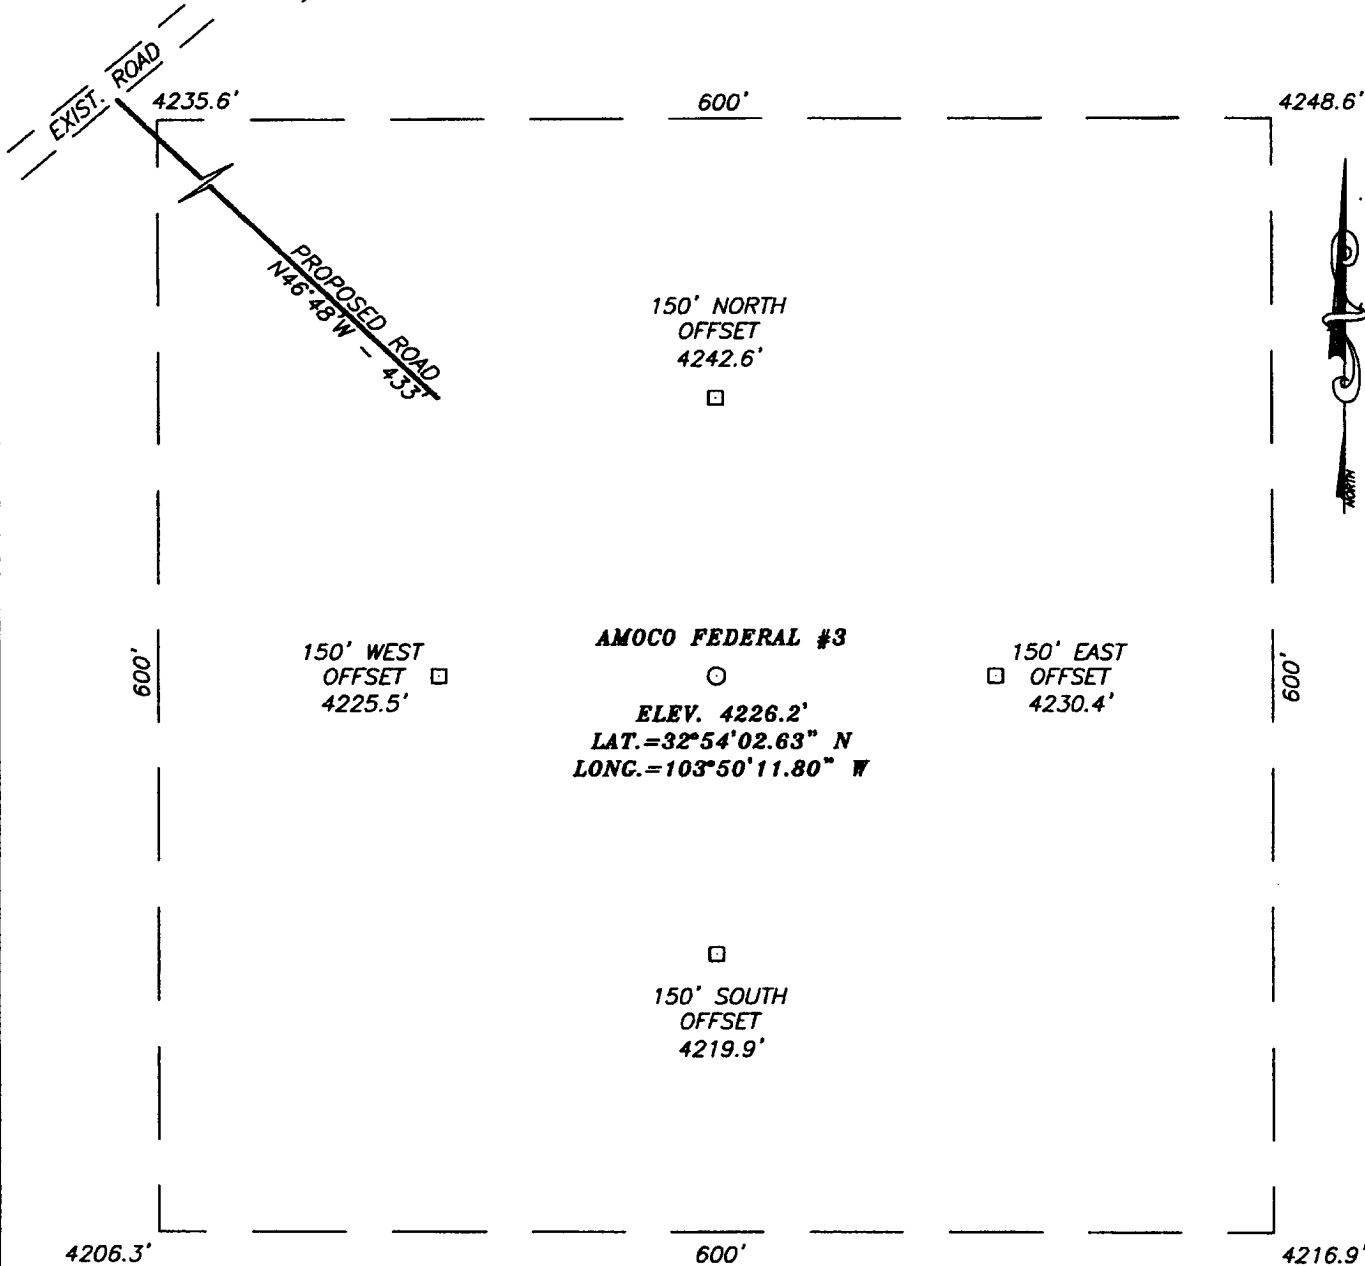 EXIST. ROAD
4235.6'
600'
4248.6'
PROPOSED ROAD
N46°48'W - 433'
150' NORTH
OFFSET
4242.6'
NORTH
600'
150' WEST
OFFSET
4225.5'
AMOCO FEDERAL #3
ELEV. 4226.2'
LAT.=32°54'02.63" N
LONG.=103°50'11.80" W
150' EAST
OFFSET
4230.4'
600'
150' SOUTH
OFFSET
4219.9'
4206.3'
600'
4216.9'